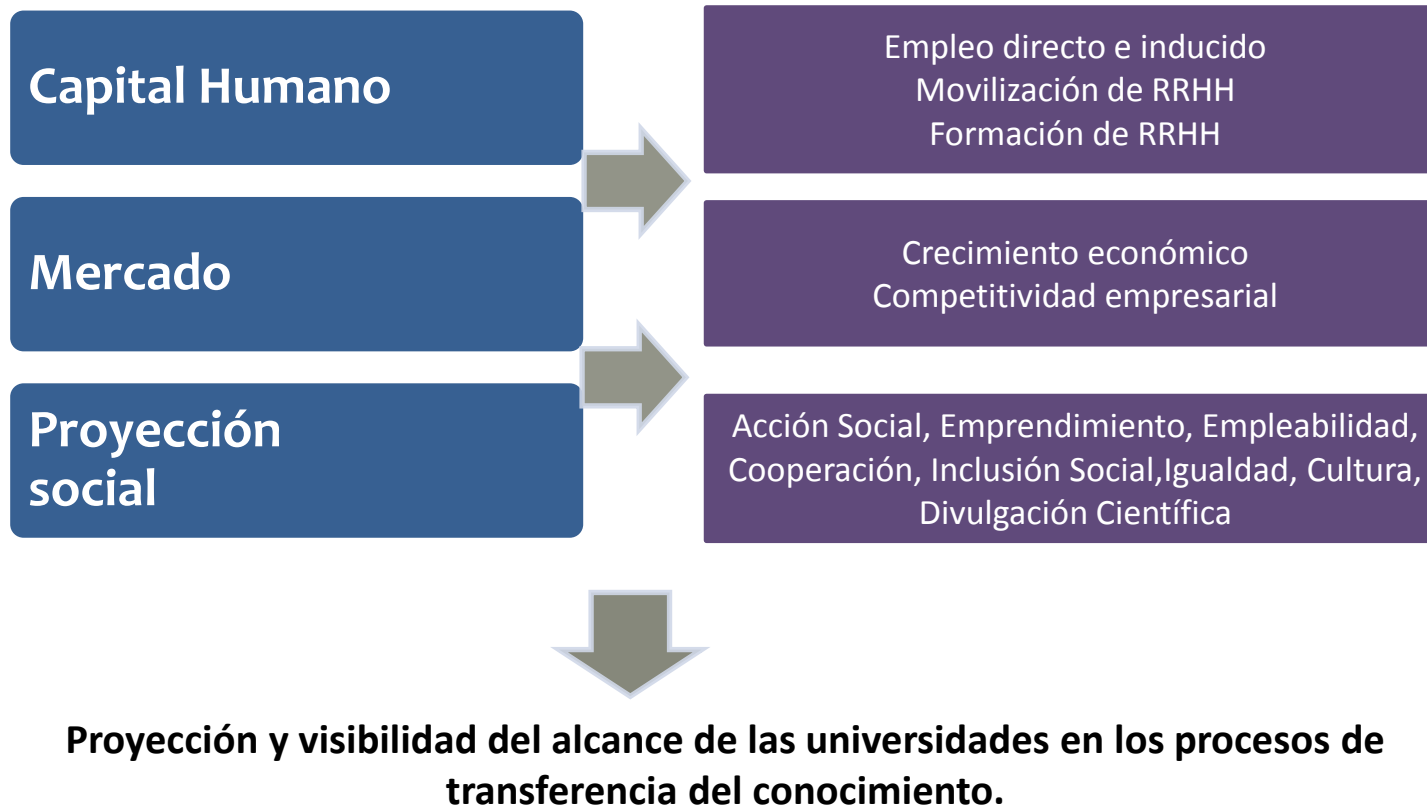 Capital Humano
Empleo directo e inducido
Movilización de RRHH
Formación de RRHH
Mercado
Crecimiento económico
Competitividad empresarial
Proyección
social
Acción Social, Emprendimiento, Empleabilidad,
Cooperación, Inclusión Social,Igualdad, Cultura,
Divulgación Científica
Proyección y visibilidad del alcance de las universidades en los procesos de
transferencia del conocimiento.